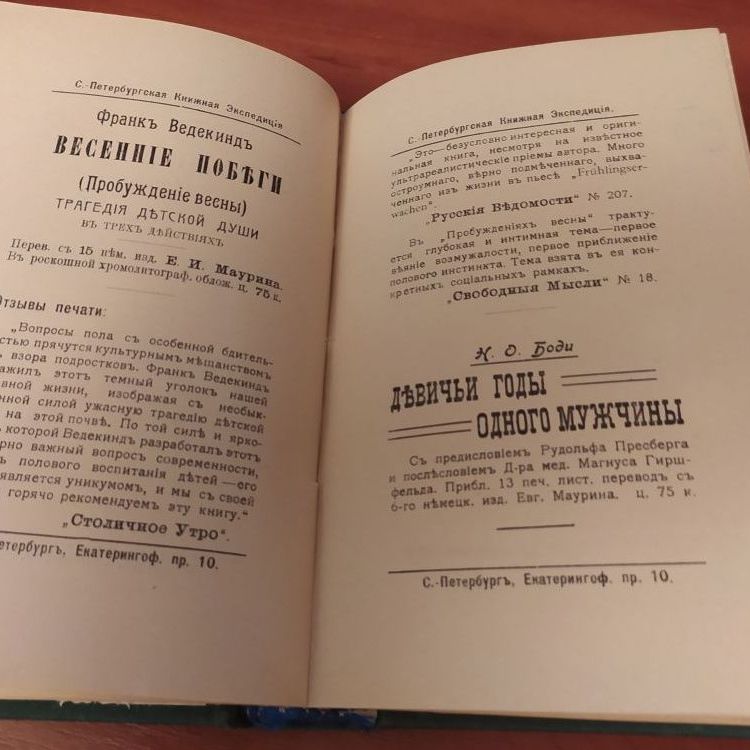 С.-Петербургская Книжная Экспедиція
Франкъ Ведекиндъ
ВЕСЕННІЕ ПОБѢГИ
(Пробужденіе весны)
ТРАГЕДІЯ ДѢТСКОЙ ДУШИ
ВЪ ТРЕХЪ ДѢЙСТВІЯХЪ
Перев. съ 15 нѣм. изд. Е. И. Маурина.
Въ роскошной хромолитограф. облож. ц. 75 к.
Отзывы печати:
„Вопросы пола съ особенной бдитель-
стью прячутся культурнымъ мѣщанствомъ
взора подростковъ. Франкъ Ведекиндъ
ажилъ этотъ темный уголокъ нашей
вной жизни, изображая съ необык-
нной силой ужасную трагедію дѣтской
на этой почвѣ. По той силѣ и ярко-
съ которой Ведекиндъ разработалъ этотъ
рно важный вопросъ современности,
ъ полового воспитанія дѣтей—его
является уникумомъ, и мы съ своей
горячо рекомендуемъ эту книгу."
„Столичное Утро".
етербургъ, Екатерингоф. пр. 10.
С.-Петербургская Книжная Экспедиція.
„Это—безусловно интересная и ориги-
нальная книга, несмотря на извѣстное
ультрареалистическіе пріемы автора. Много
остроумнаго, вѣрно подмѣченнаго, выхва-
ченнаго изъ жизни въ пьесѣ „Frühlingser-
wachen".
„Русскія Вѣдомости" № 207.
Въ „Пробужденіяхъ весны" тракту-
ется глубокая и интимная тема—первое
вѣяніе возмужалости, первое приближеніе
полового инстинкта. Тема взята въ ея кон-
кретныхъ соціальныхъ рамкахъ.
„Свободныя Мысли" № 18.
Н. О. Боди
ДѢВИЧЬИ ГОДЫ
ОДНОГО МУЖЧИНЫ
Съ предисловіемъ Рудольфа Пресберга
и послѣсловіемъ Д-ра мед. Магнуса Гирш-
фельда. Прибл. 13 печ. лист. переводъ съ
6-го нѣмецк. изд. Евг. Маурина. ц. 75 к.
С.-Петербургъ, Екатерингоф. пр. 10.